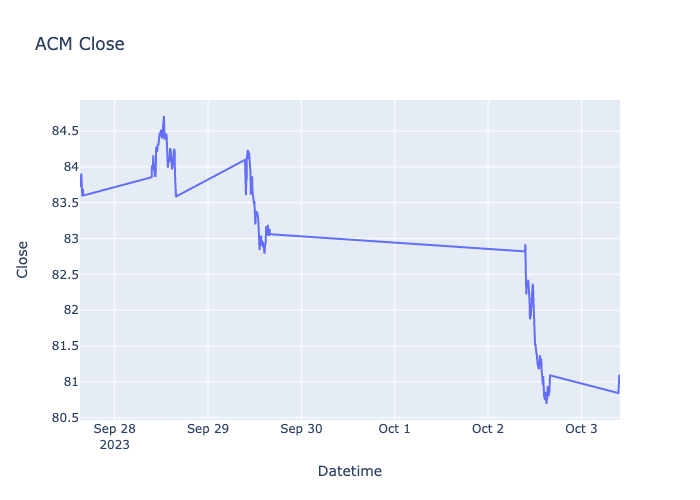 ACM Close
84.5
84
83.5
83
82.5
82
81.5
81
80.5
Close
Sep 28
2023
Sep 29
Sep 30
Oct 1
Oct 2
Oct 3
Datetime